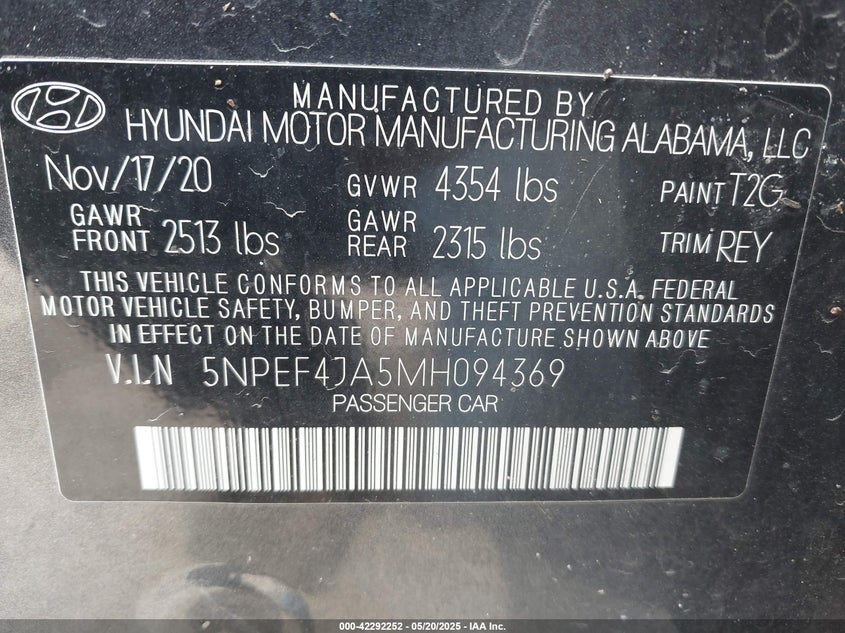 MANUFACTURED BY
HYUNDAI MOTOR MANUFACTURING ALABAMA, LLC
Nov/17/20 GVWR 4354 lbs PAINT T2G
GAWR FRONT 2513 lbs GAWR REAR 2315 lbs TRIM REY
THIS VEHICLE CONFORMS TO ALL APPLICABLE U.S.A. FEDERAL
MOTOR VEHICLE SAFETY, BUMPER, AND THEFT PREVENTION STANDARDS
IN EFFECT ON THE DATE OF MANUFACTURE SHOWN ABOVE
V.I.N 5NPEF4JA5MH094369
PASSENGER CAR
000-42292252 - 05/20/2025 - IAA Inc.